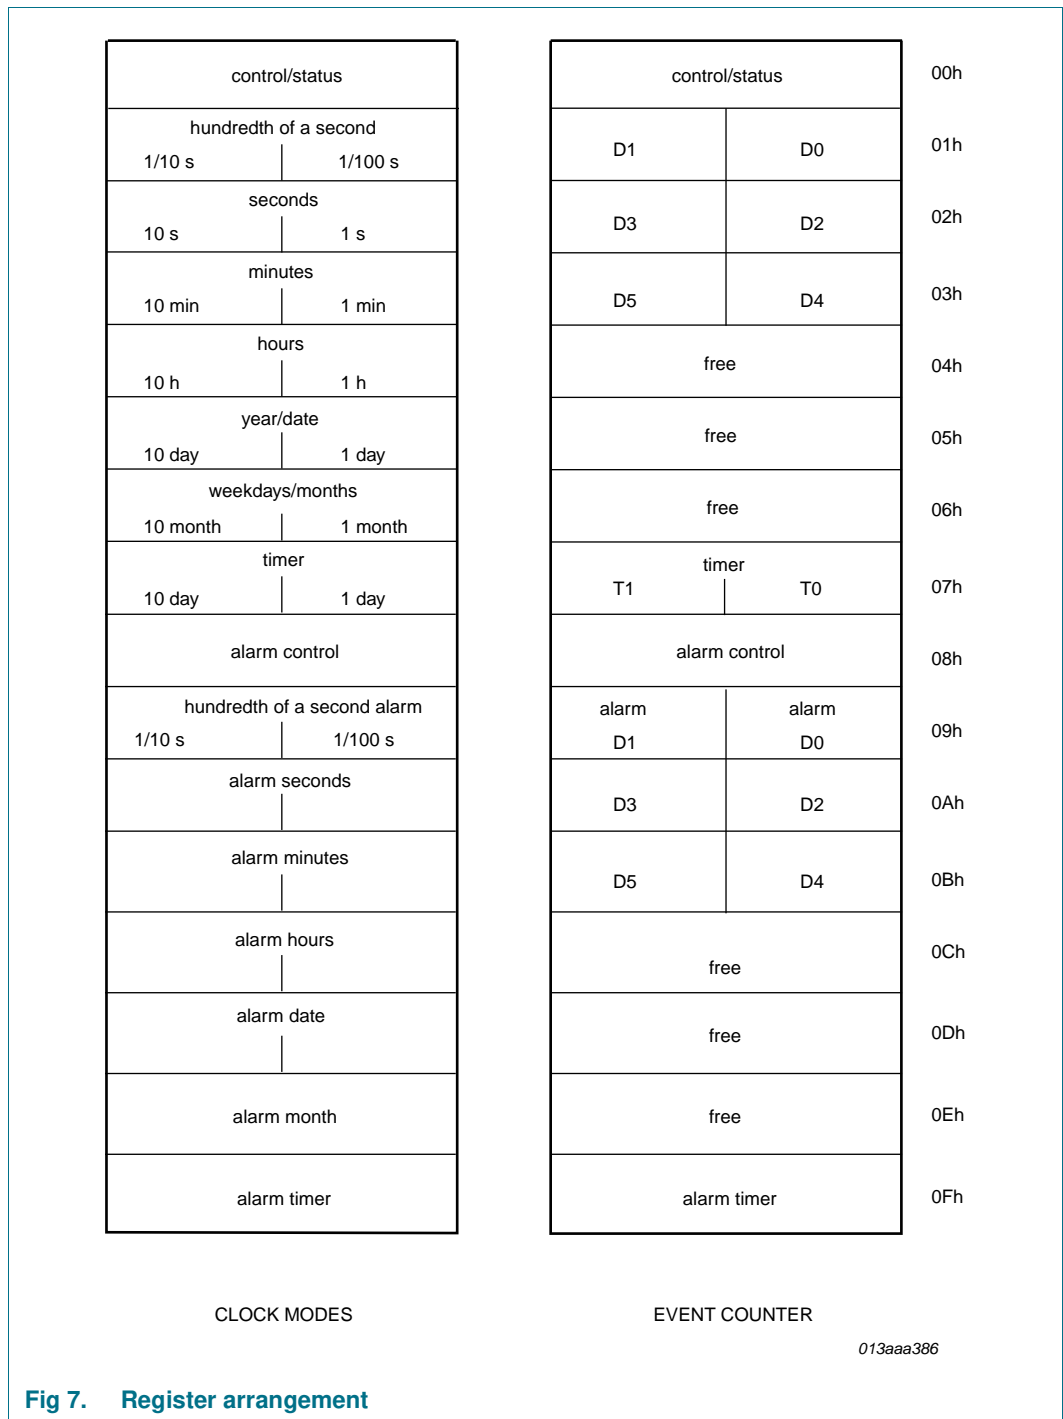 control/status control/status 00h
hundredth of a second
1/10 s 1/100 s D1 D0 01h
seconds
10 s 1 s D3 D2 02h
minutes
10 min 1 min D5 D4 03h
hours
10 h 1 h free 04h
year/date
10 day 1 day free 05h
weekdays/months
10 month 1 month free 06h
timer timer
10 day 1 day T1 T0 07h
alarm control alarm control 08h
hundredth of a second alarm alarm alarm
1/10 s 1/100 s D1 D0 09h
alarm seconds D3 D2 0Ah
alarm minutes D5 D4 0Bh
alarm hours free 0Ch
alarm date free 0Dh
alarm month free 0Eh
alarm timer alarm timer 0Fh
CLOCK MODES EVENT COUNTER
013aaa386
Fig 7. Register arrangement